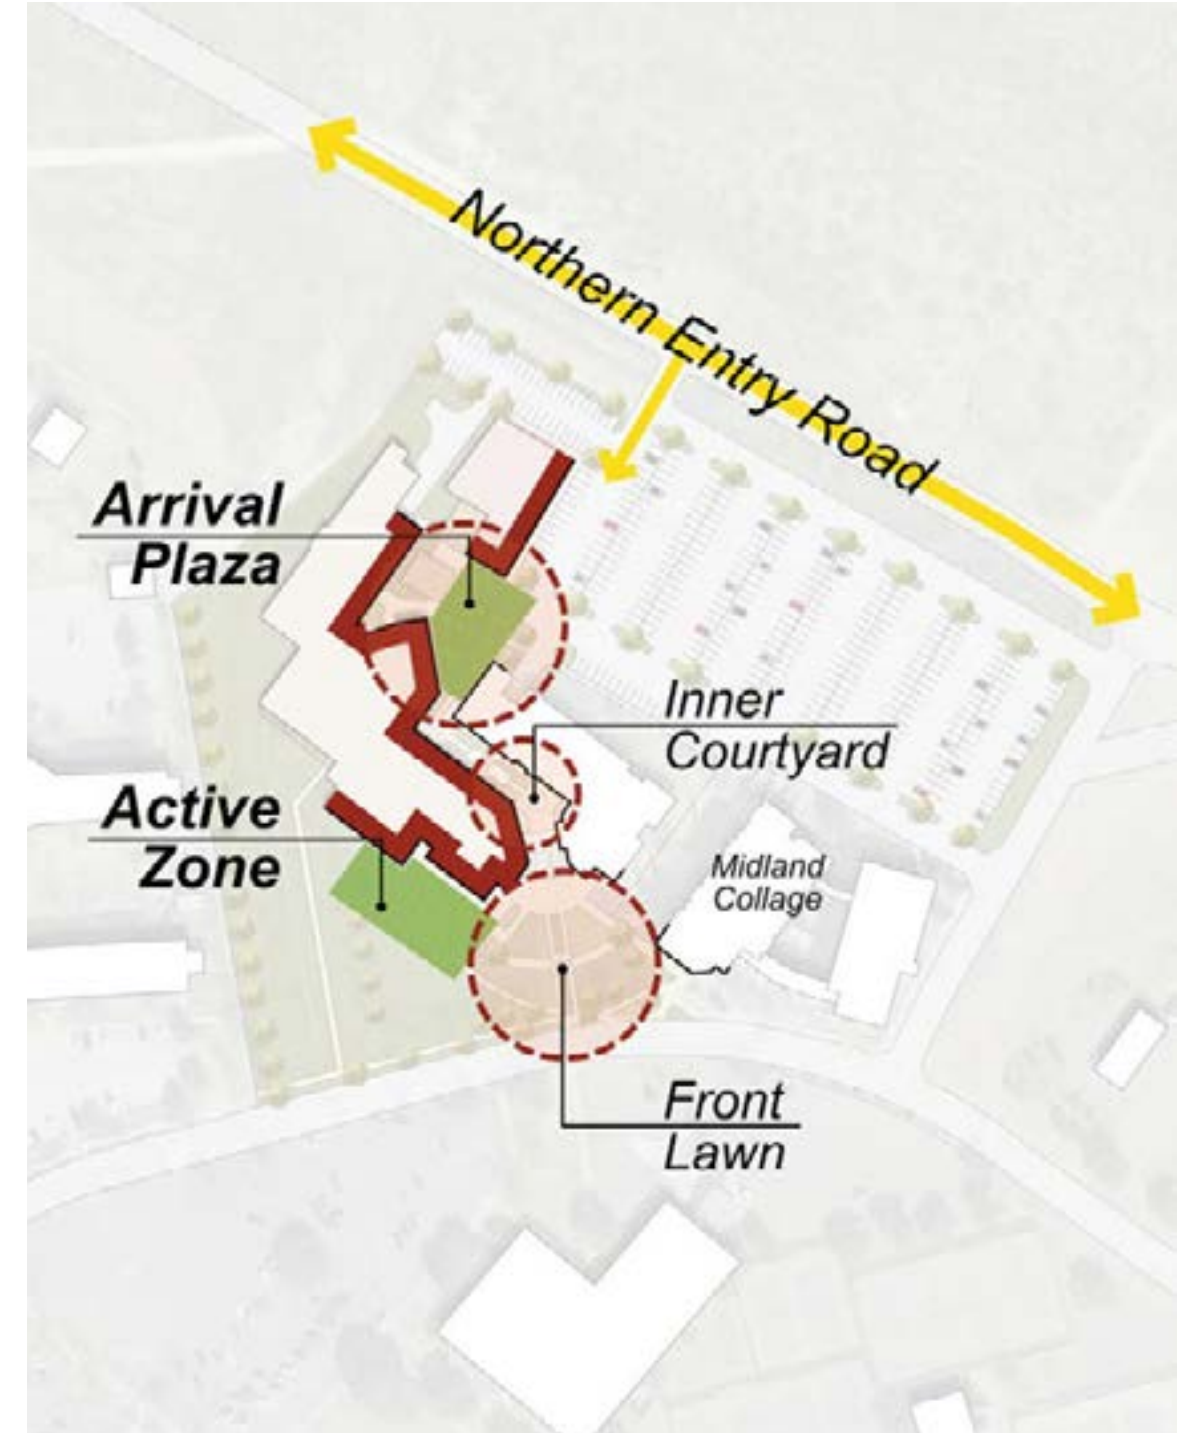 Northern Entry Road
Arrival
Plaza
Inner
Courtyard
Active
Zone
Midland
Collage
Front
Lawn